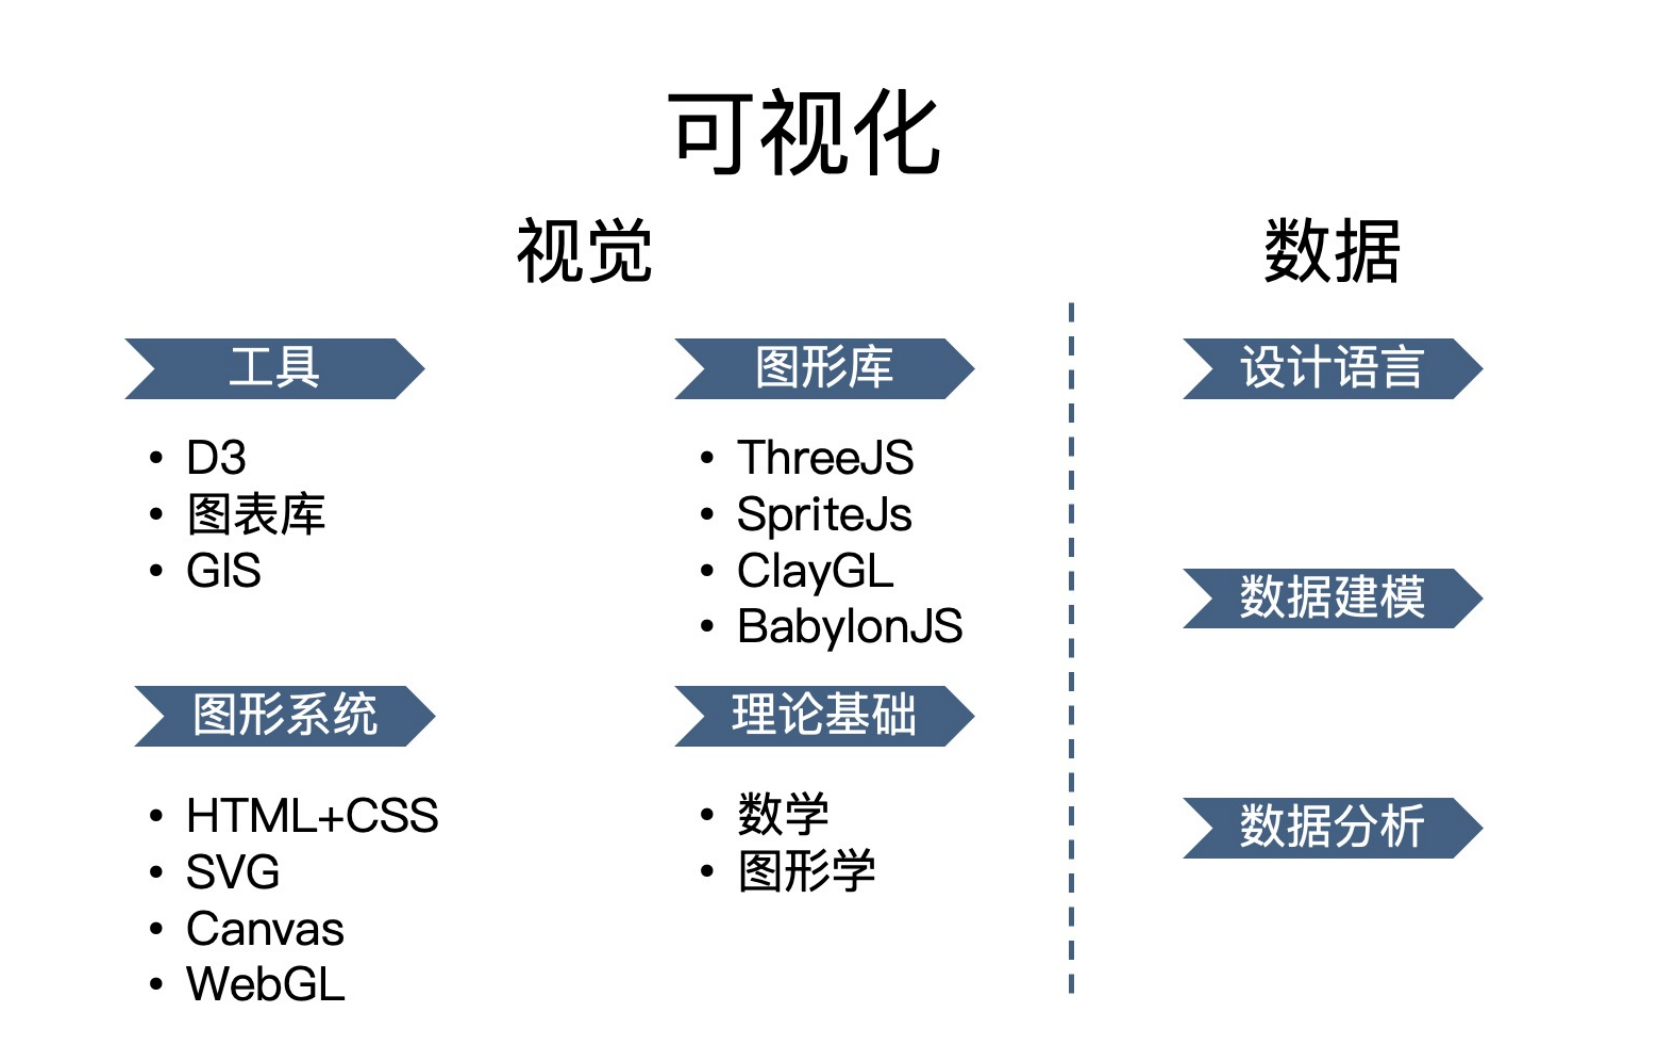 可视化
视觉
数据
工具
• D3
• 图表库
• GIS
图形库
• ThreeJS
• SpriteJs
• ClayGL
• BabylonJS
图形系统
• HTML+CSS
• SVG
• Canvas
• WebGL
理论基础
• 数学
• 图形学
设计语言
数据建模
数据分析